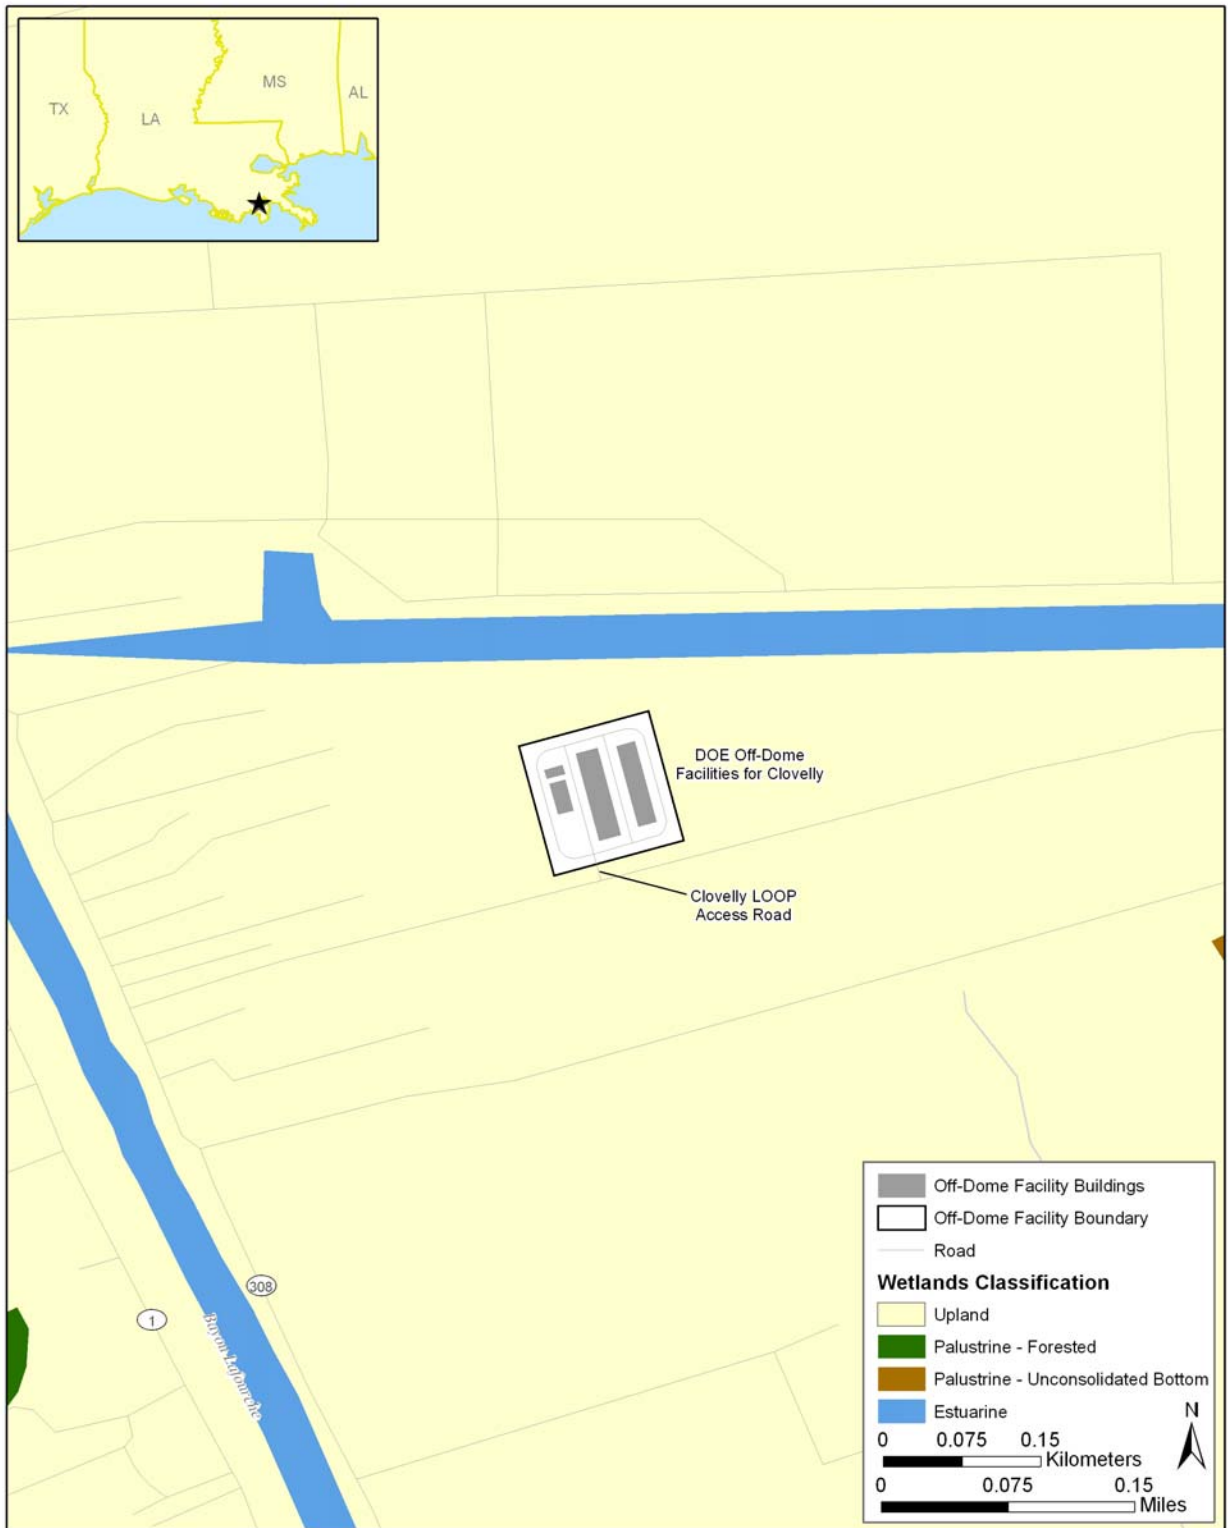 TX
LA
MS
AL
DOE Off-Dome
Facilities for Clovelly
Clovelly LOOP
Access Road
308
1
Bayou Lafourche
Off-Dome Facility Buildings
Off-Dome Facility Boundary
Road
Wetlands Classification
Upland
Palustrine - Forested
Palustrine - Unconsolidated Bottom
Estuarine
N
0 0.075 0.15
Kilometers
0 0.075 0.15
Miles